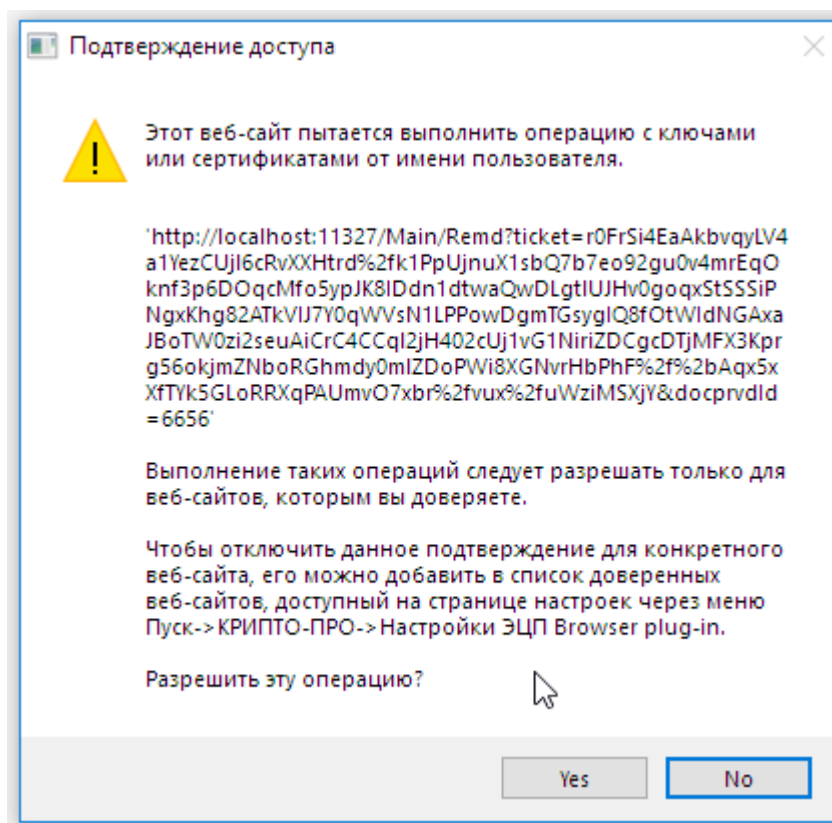 Подтверждение доступа
Этот веб-сайт пытается выполнить операцию с ключами
или сертификатами от имени пользователя.
'http://localhost:11327/Main/Remd?ticket=r0FrSi4EaAkbvqyLV4
a1YezCUjI6cRvXXHtrd%2fk1PpUjnuX1sbQ7b7eo92gu0v4mrEqO
knf3p6DOqcMfo5ypJK8IDdn1dtwaQwDLgtIUJHv0goqxStSSSiP
NgxKhg82ATkVIJ7Y0qWVsN1LPPowDgmTGsyglQ8fOtWIdNGAxa
JBoTW0zi2seuAiCrC4CCqI2jH402cUj1vG1NiriZDCgcDTjMFX3Kpr
g56okjmZNboRGhmdy0mIZDoPWi8XGNvrHbPhF%2f%2bAqx5x
XfTYk5GLoRRXqPAUmvO7xbr%2fvux%2fuWziMSXjY&docprvdId
=6656'
Выполнение таких операций следует разрешать только для
веб-сайтов, которым вы доверяете.
Чтобы отключить данное подтверждение для конкретного
веб-сайта, его можно добавить в список доверенных
веб-сайтов, доступный на странице настроек через меню
Пуск->КРИПТО-ПРО->Настройки ЭЦП Browser plug-in.
Разрешить эту операцию?
Yes
No